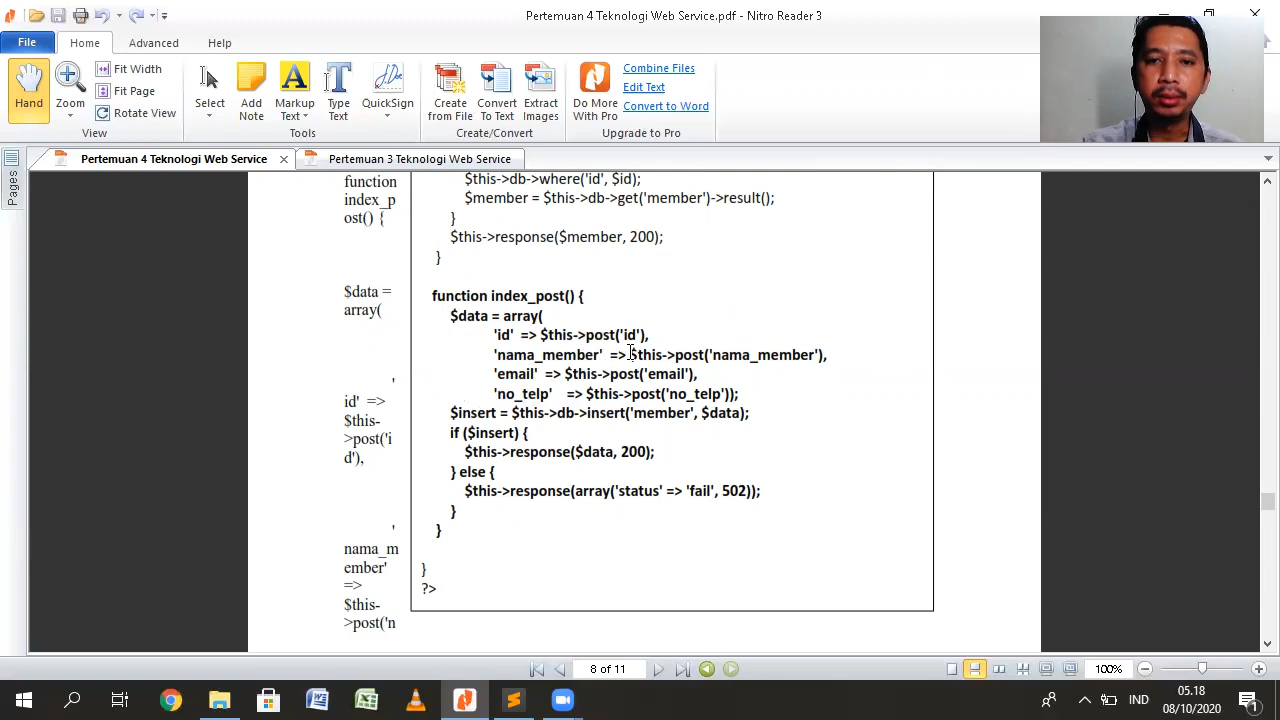 Pertemuan 4 Teknologi Web Service.pdf - Nitro Reader 3
File
Home
Advanced
Help
Hand
Zoom
Fit Width
Fit Page
Rotate View
View
Select
Add Note
Markup Text
Type Text
QuickSign
Tools
Create from File
Convert To Text
Extract Images
Create/Convert
Do More With Pro
Combine Files
Edit Text
Convert to Word
Upgrade to Pro
Pertemuan 4 Teknologi Web Service
Pertemuan 3 Teknologi Web Service
Pages
function
index_p
ost() {
$data =
array(
'
id'  =>
$this-
>post('i
d'),
'
nama_m
ember'
=>
$this-
>post('n
$this->db->where('id', $id);
$member = $this->db->get('member')->result();
}
$this->response($member, 200);
}
function index_post() {
$data = array(
'id'  => $this->post('id'),
'nama_member'  => $this->post('nama_member'),
'email'  => $this->post('email'),
'no_telp'    => $this->post('no_telp'));
$insert = $this->db->insert('member', $data);
if ($insert) {
$this->response($data, 200);
} else {
$this->response(array('status' => 'fail', 502));
}
}
}
?>
8 of 11
100%
IND
05.18
08/10/2020
1